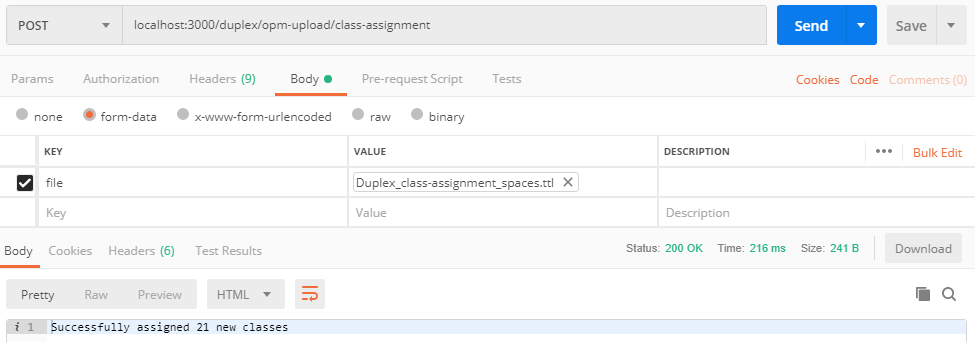 POST localhost:3000/duplex/opm-upload/class-assignment Send Save
Params Authorization Headers (9) Body Pre-request Script Tests Cookies Code Comments (0)
none form-data x-www-form-urlencoded raw binary
KEY VALUE DESCRIPTION ••• Bulk Edit
file Duplex_class-assignment_spaces.ttl X
Key Value Description
Body Cookies Headers (6) Test Results Status: 200 OK Time: 216 ms Size: 241 B Download
Pretty Raw Preview HTML
i 1 Successfully assigned 21 new classes